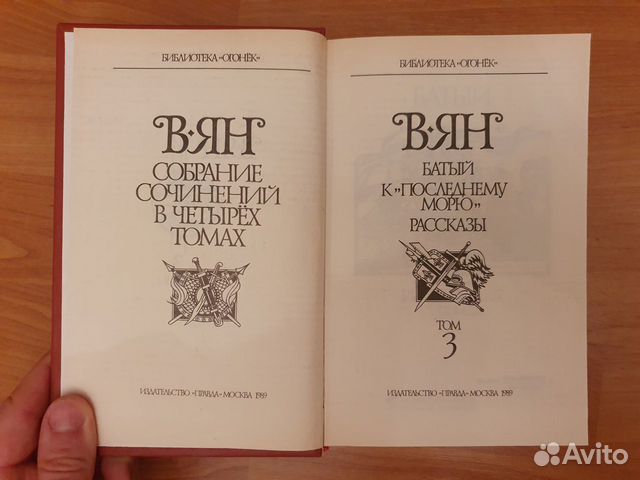 БИБЛИОТЕКА «ОГОНЁК»
В·ЯН
СОБРАНИЕ
СОЧИНЕНИЙ
В ЧЕТЫРЁХ
ТОМАХ
ИЗДАТЕЛЬСТВО «ПРАВДА» МОСКВА 1989
БИБЛИОТЕКА «ОГОНЁК»
В·ЯН
БАТЫЙ
К „ПОСЛЕДНЕМУ
МОРЮ”
РАССКАЗЫ
ТОМ
3
ИЗДАТЕЛЬСТВО «ПРАВДА» МОСКВА 1989
Avito